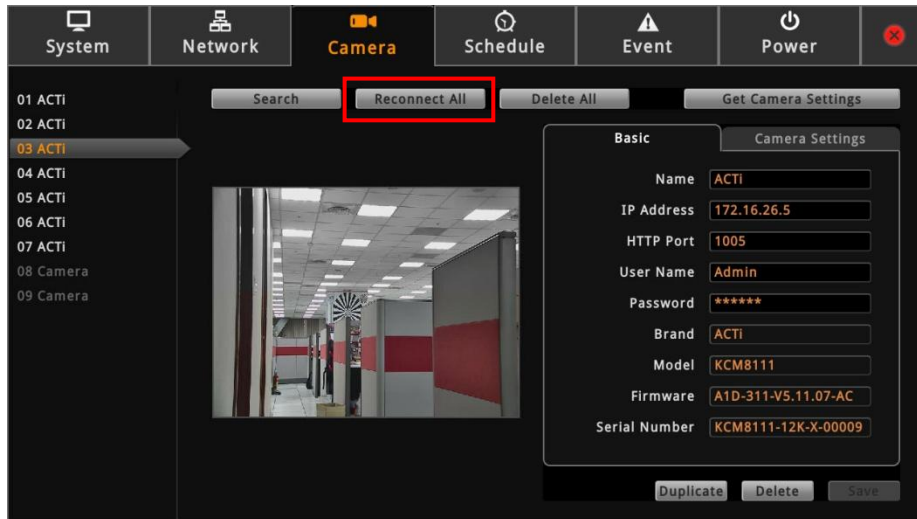 System Network Camera Schedule Event Power
Search Reconnect All Delete All Get Camera Settings
01 ACTi
02 ACTi
03 ACTi
04 ACTi
05 ACTi
06 ACTi
07 ACTi
08 Camera
09 Camera
Basic Camera Settings
Name ACTi
IP Address 172.16.26.5
HTTP Port 1005
User Name Admin
Password ******
Brand ACTi
Model KCM8111
Firmware A1D-311-V5.11.07-AC
Serial Number KCM8111-12K-X-00009
Duplicate Delete Save